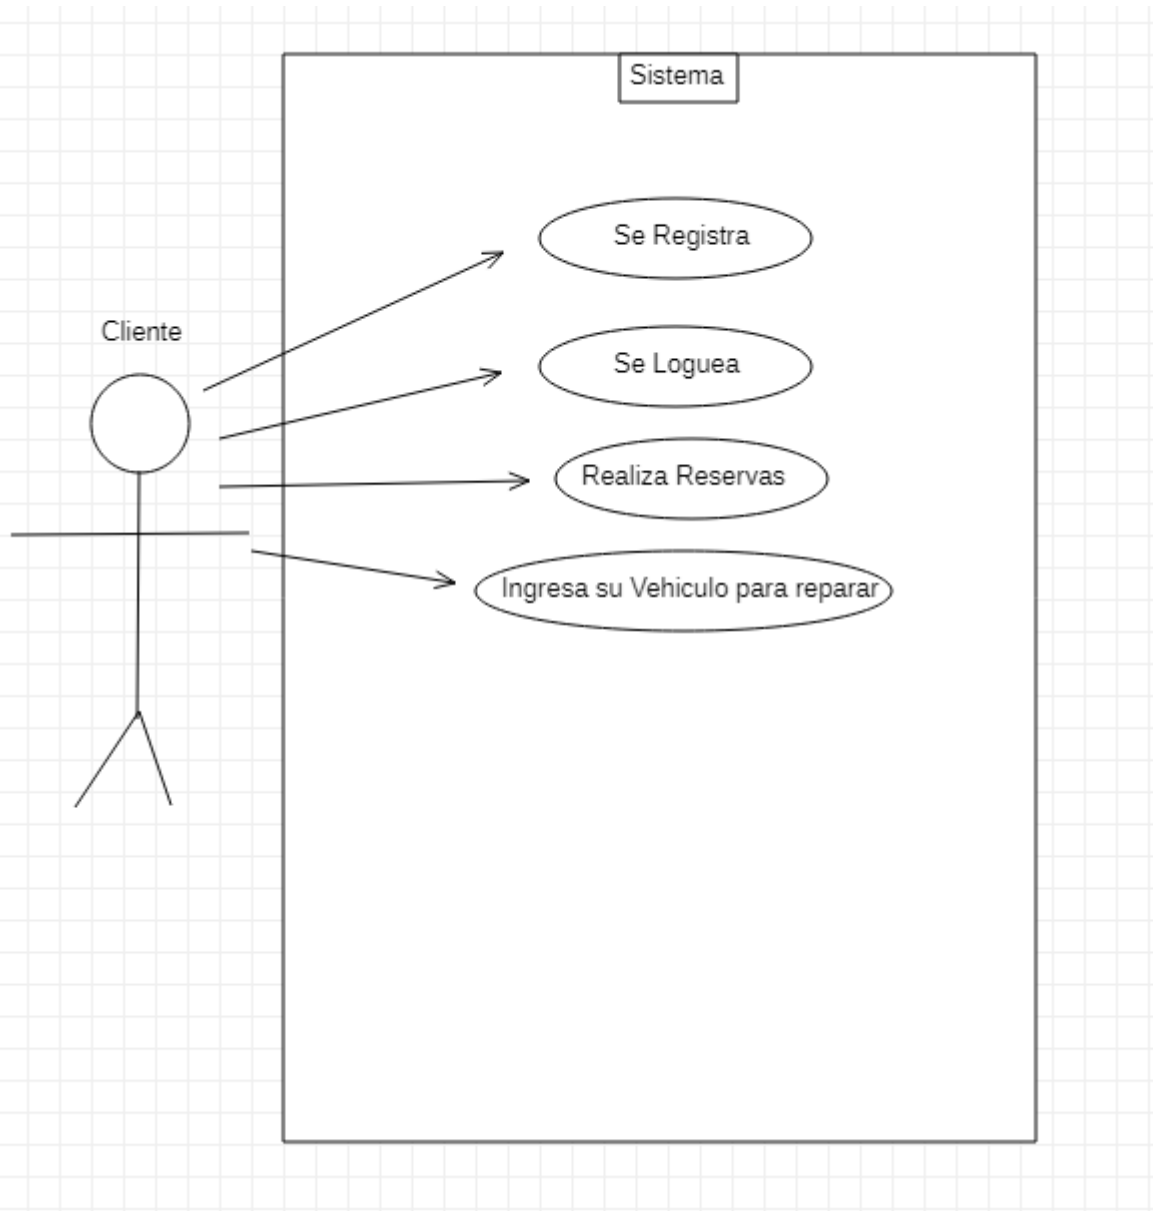 Sistema
Se Registra
Cliente
Se Loguea
Realiza Reservas
Ingresa su Vehiculo para reparar